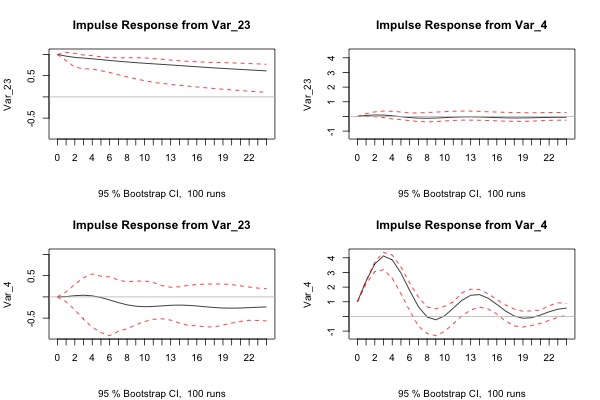 Impulse Response from Var_23
Var_23
0.5
-0.5
0 2 4 6 8 10 13 16 19 22
95 % Bootstrap CI, 100 runs
Impulse Response from Var_4
Var_23
4
3
2
1
-1
0 2 4 6 8 10 13 16 19 22
95 % Bootstrap CI, 100 runs
Impulse Response from Var_23
Var_4
0.5
-0.5
0 2 4 6 8 10 13 16 19 22
95 % Bootstrap CI, 100 runs
Impulse Response from Var_4
Var_4
4
3
2
1
-1
0 2 4 6 8 10 13 16 19 22
95 % Bootstrap CI, 100 runs